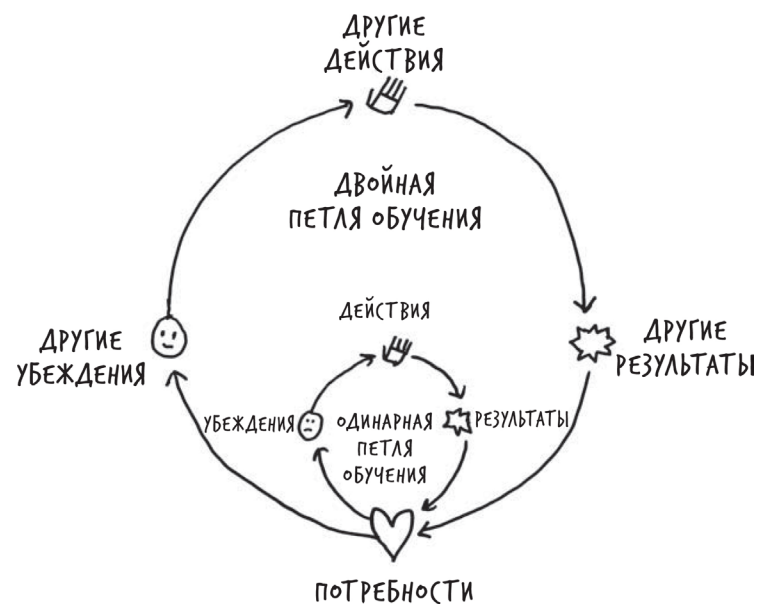 ДРУГИЕ
ДЕЙСТВИЯ
ДВОЙНАЯ
ПЕТЛЯ ОБУЧЕНИЯ
ДЕЙСТВИЯ
ДРУГИЕ
УБЕЖДЕНИЯ
ДРУГИЕ
РЕЗУЛЬТАТЫ
УБЕЖДЕНИЯ
ОДИНАРНАЯ
ПЕТЛЯ
ОБУЧЕНИЯ
РЕЗУЛЬТАТЫ
ПОТРЕБНОСТИ